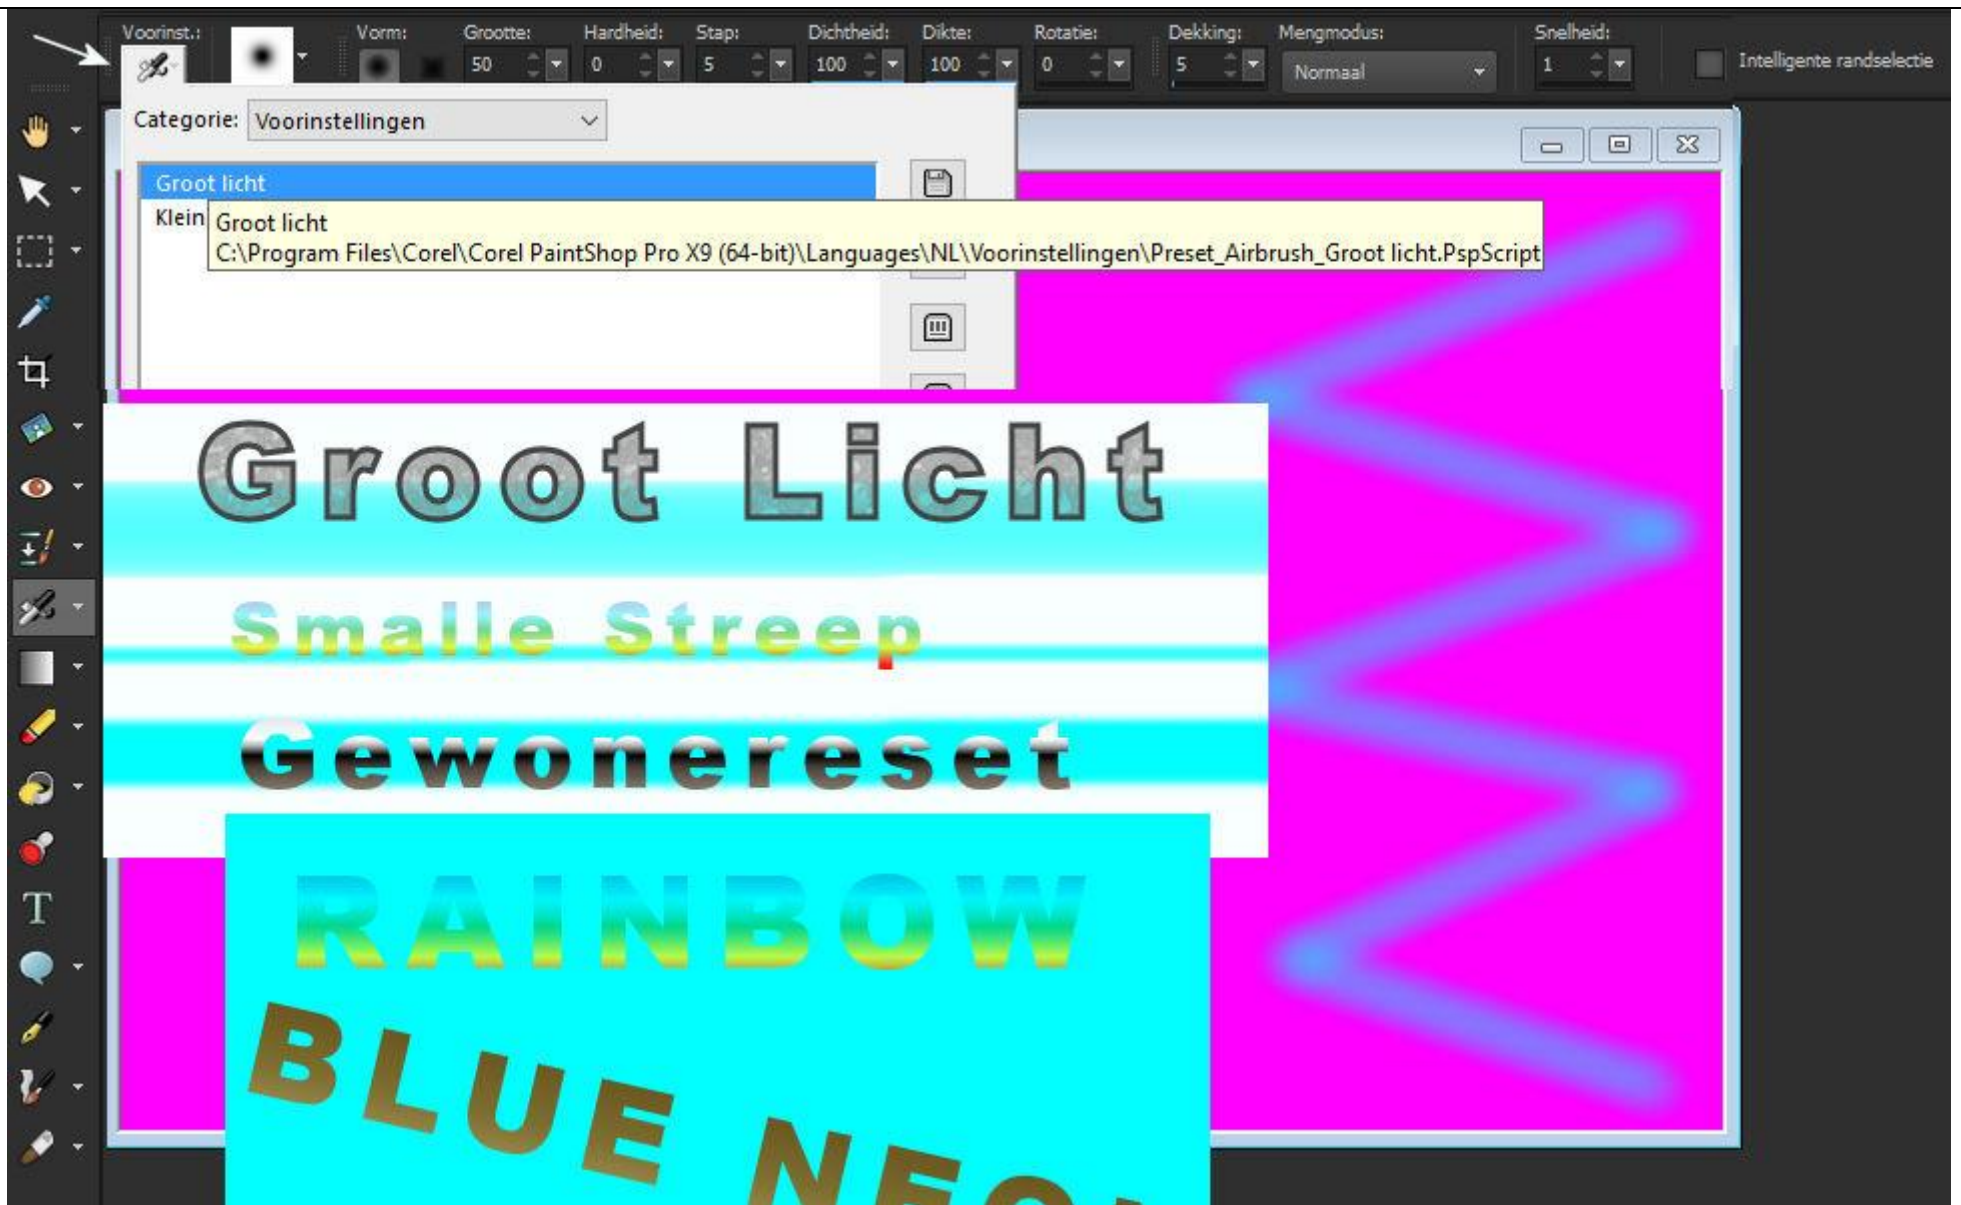 Voorinst.: Vorm: Grootte: Hardheid: Stap: Dichtheid: Dikte: Rotatie: Dekking: Mengmodus: Snelheid:
50 0 5 100 100 0 5 Normaal 1 Intelligente randselectie
Categorie: Voorinstellingen
Groot licht
Klein
Groot licht
C:\Program Files\Corel\Corel PaintShop Pro X9 (64-bit)\Languages\NL\Voorinstellingen\Preset_Airbrush_Groot licht.PspScript
Groot Licht
Smalle Streep
Gewonereset
RAINBOW
BLUE